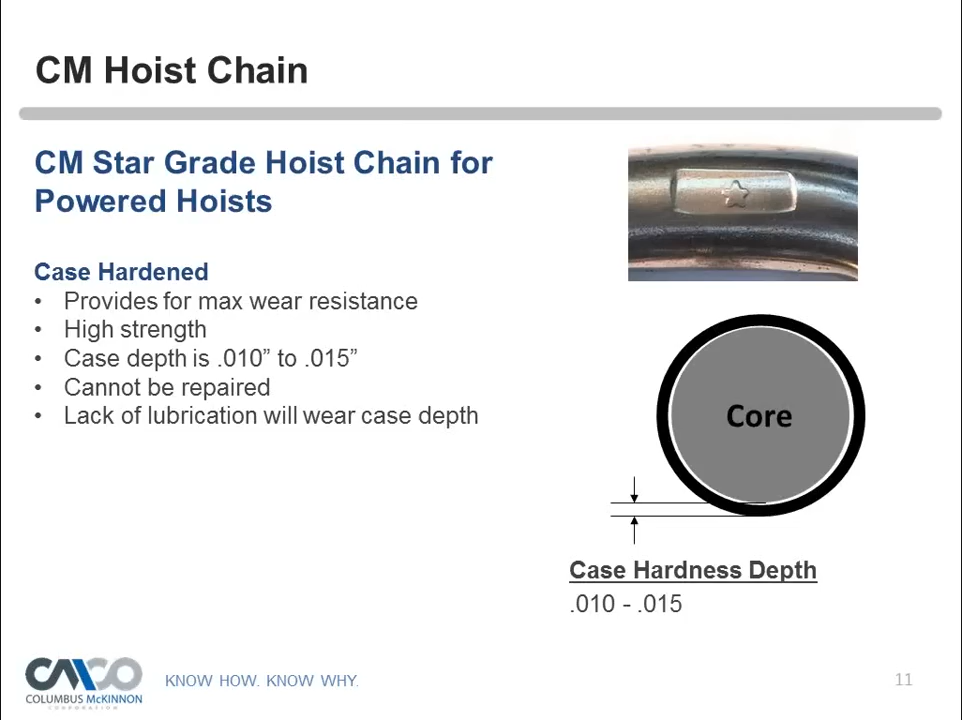 CM Hoist Chain
CM Star Grade Hoist Chain for
Powered Hoists
Case Hardened
• Provides for max wear resistance
• High strength
• Case depth is .010” to .015”
• Cannot be repaired
• Lack of lubrication will wear case depth
Core
Case Hardness Depth
.010 - .015
CMCO
COLUMBUS McKINNON
CORPORATION
KNOW HOW. KNOW WHY.
11